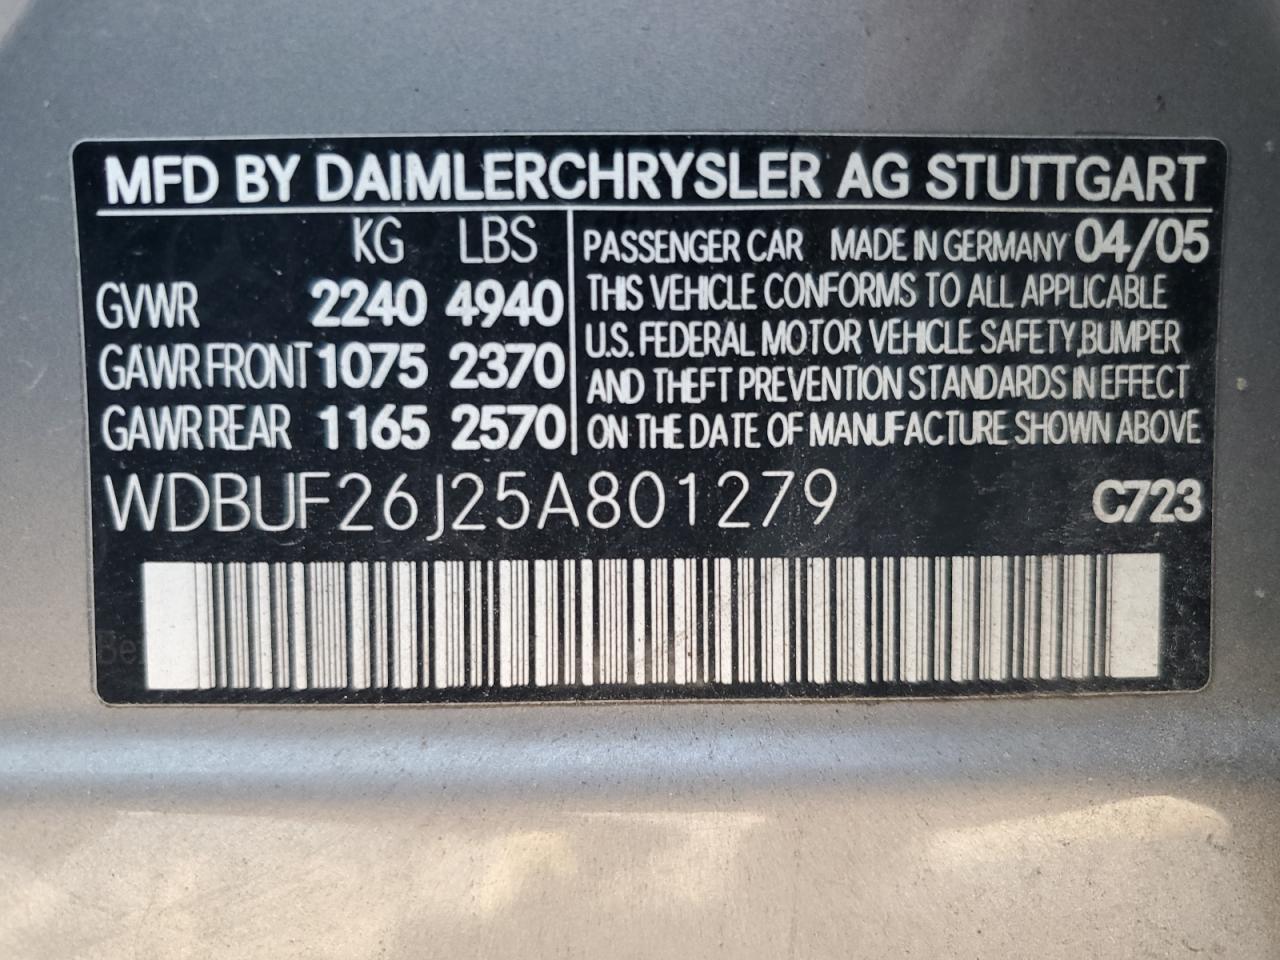 MFD BY DAIMLERCHRYSLER AG STUTTGART
KG LBS
GVWR 2240 4940
GAWR FRONT 1075 2370
GAWR REAR 1165 2570
PASSENGER CAR MADE IN GERMANY 04/05
THIS VEHICLE CONFORMS TO ALL APPLICABLE
U.S. FEDERAL MOTOR VEHICLE SAFETY,BUMPER
AND THEFT PREVENTION STANDARDS IN EFFECT
ON THE DATE OF MANUFACTURE SHOWN ABOVE
WDBUF26J25A801279 C723